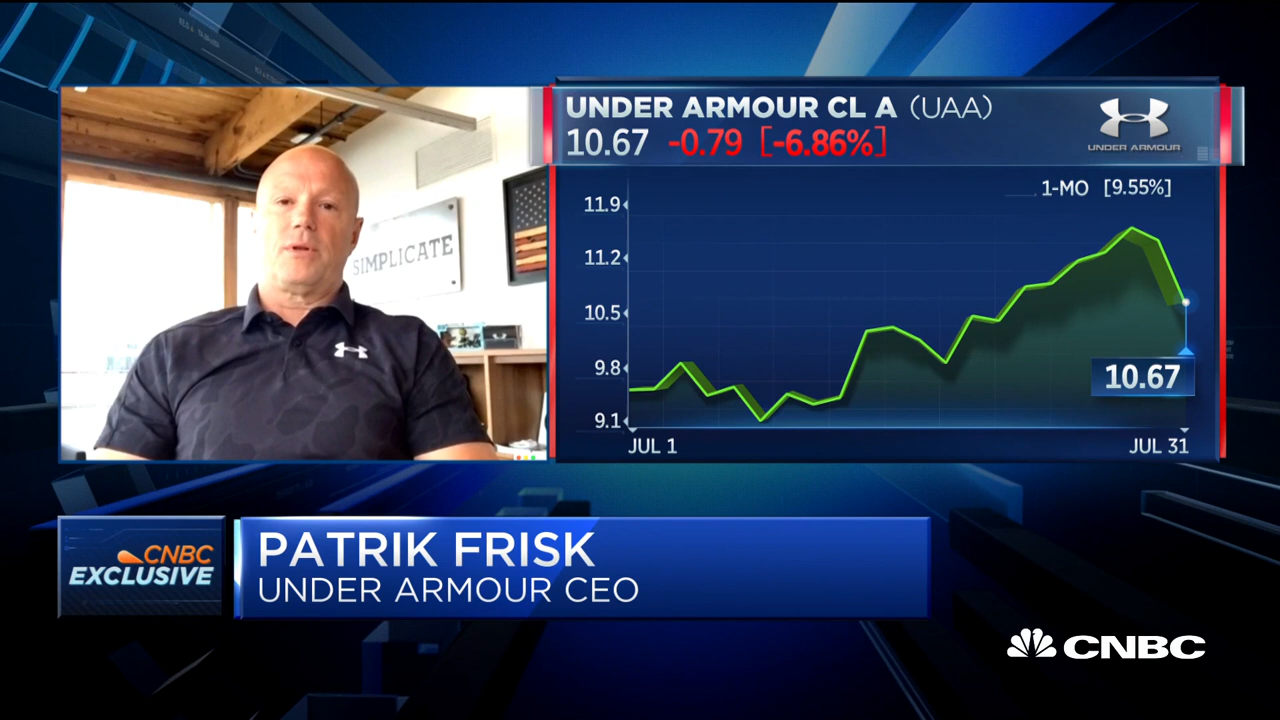 SIMPLICATE
UNDER ARMOUR CL A (UAA)
10.67 -0.79 [-6.86%]
UNDER ARMOUR
1-MO [9.55%]
11.9
11.2
10.5
9.8
9.1
10.67
JUL 1
JUL 31
CNBC
EXCLUSIVE
PATRIK FRISK
UNDER ARMOUR CEO
CNBC